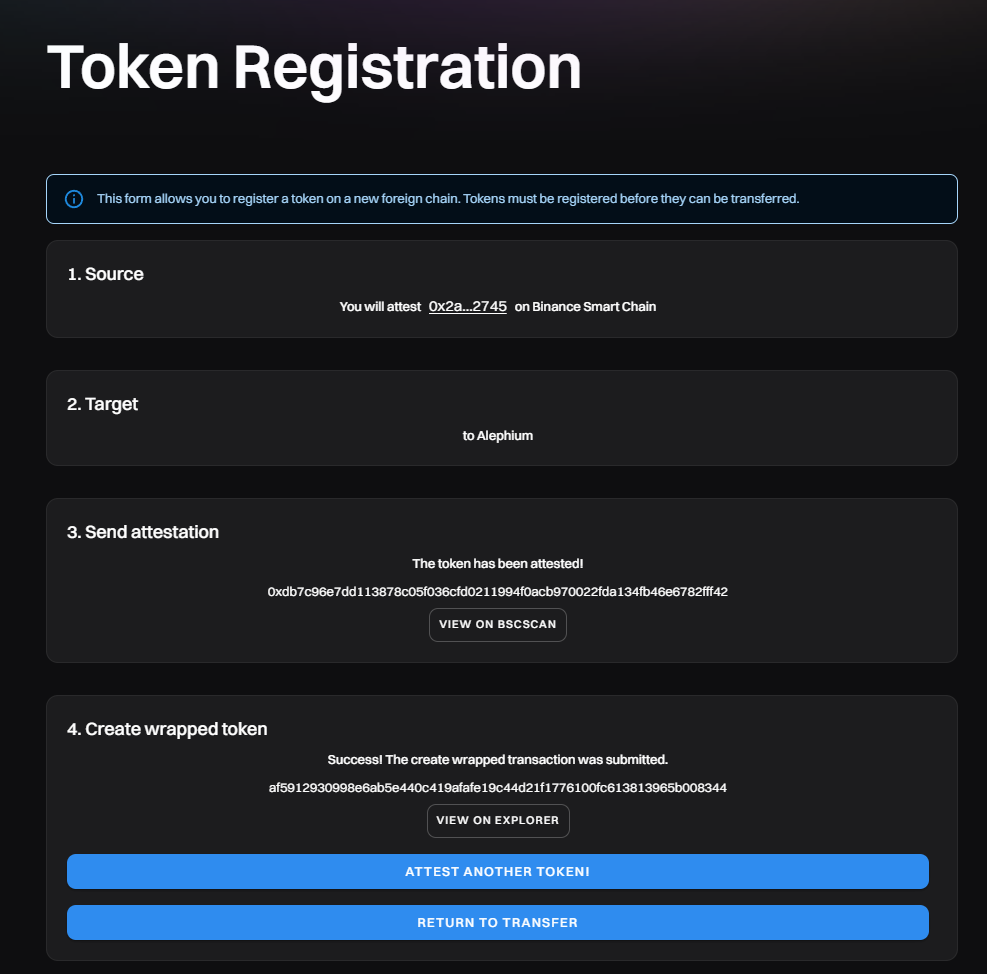 Token Registration
This form allows you to register a token on a new foreign chain. Tokens must be registered before they can be transferred.
1. Source
You will attest 0x2a...2745 on Binance Smart Chain
2. Target
to Alephium
3. Send attestation
The token has been attested!
0xdb7c96e7dd113878c05f036cfd0211994f0acb970022fda134fb46e6782fff42
VIEW ON BSCSCAN
4. Create wrapped token
Success! The create wrapped transaction was submitted.
af5912930998e6ab5e440c419afafe19c44d21f1776100fc613813965b008344
VIEW ON EXPLORER
ATTEST ANOTHER TOKEN!
RETURN TO TRANSFER